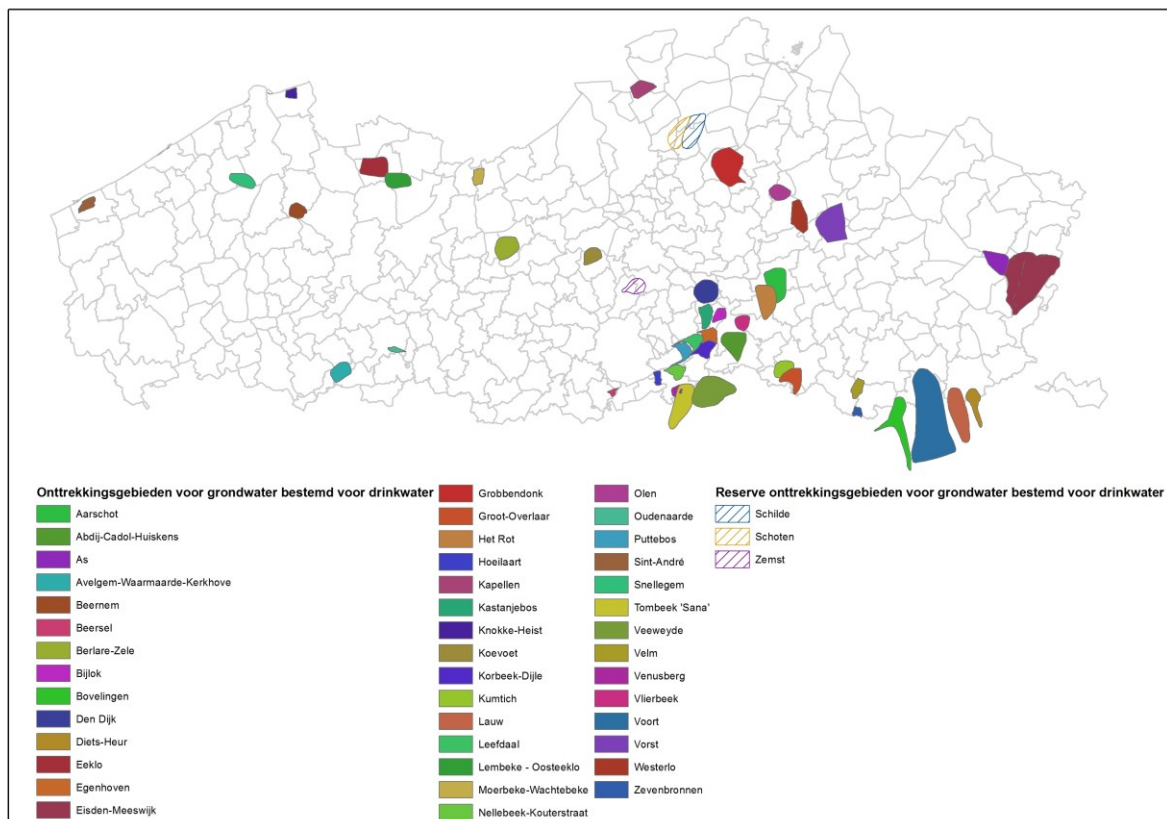 Onttrekkingsgebieden voor grondwater bestemd voor drinkwater
Aarschot
Abdij-Cadol-Huiskens
As
Avelgem-Waarmaarde-Kerkhove
Beernem
Beersel
Berlare-Zele
Bijlok
Bovelingen
Den Dijk
Diets-Heur
Eeklo
Egenhoven
Eisden-Meeswijk
Grobbendonk
Groot-Overlaar
Het Rot
Hoeilaart
Kapellen
Kastanjebos
Knokke-Heist
Koevoet
Korbeek-Dijle
Kumtich
Lauw
Leefdaal
Lembeke - Oosteeklo
Moerbeke-Wachtebeke
Nellebeek-Kouterstraat
Olen
Oudenaarde
Puttebos
Sint-André
Snellegem
Tombeek 'Sana'
Veeweyde
Velm
Venusberg
Vlierbeek
Voort
Vorst
Westerlo
Zevenbronnen
Reserve onttrekkingsgebieden voor grondwater bestemd voor drinkwater
Schilde
Schoten
Zemst